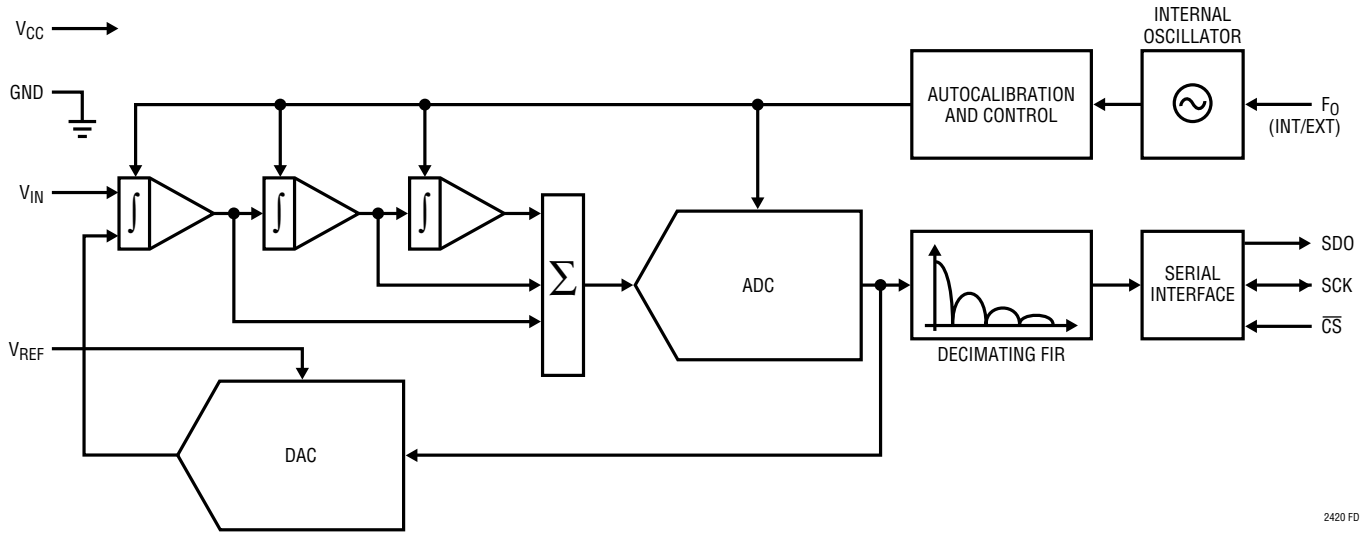 V_CC
INTERNAL
OSCILLATOR
GND
AUTOCALIBRATION
AND CONTROL
F_O
(INT/EXT)
V_IN
∫
∫
∫
Σ
ADC
SDO
SERIAL
INTERFACE
SCK
C̅S̅
V_REF
DECIMATING FIR
DAC
2420 FD